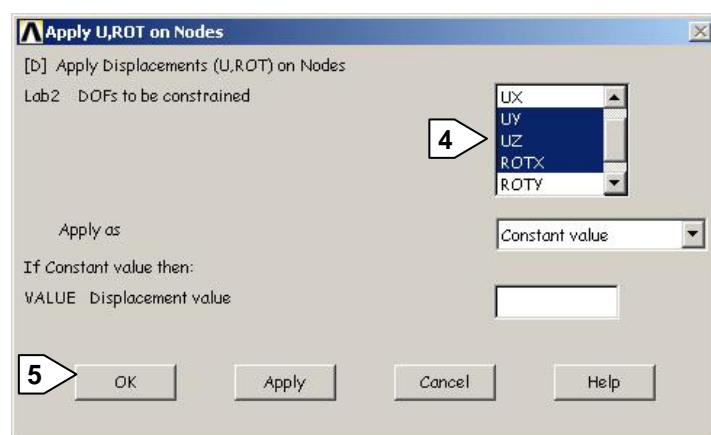 Apply U,ROT on Nodes
[D] Apply Displacements (U,ROT) on Nodes
Lab2 DOFs to be constrained
UX
UY
4
UZ
ROTX
ROTY
Apply as
Constant value
If Constant value then:
VALUE Displacement value
5
OK Apply Cancel Help